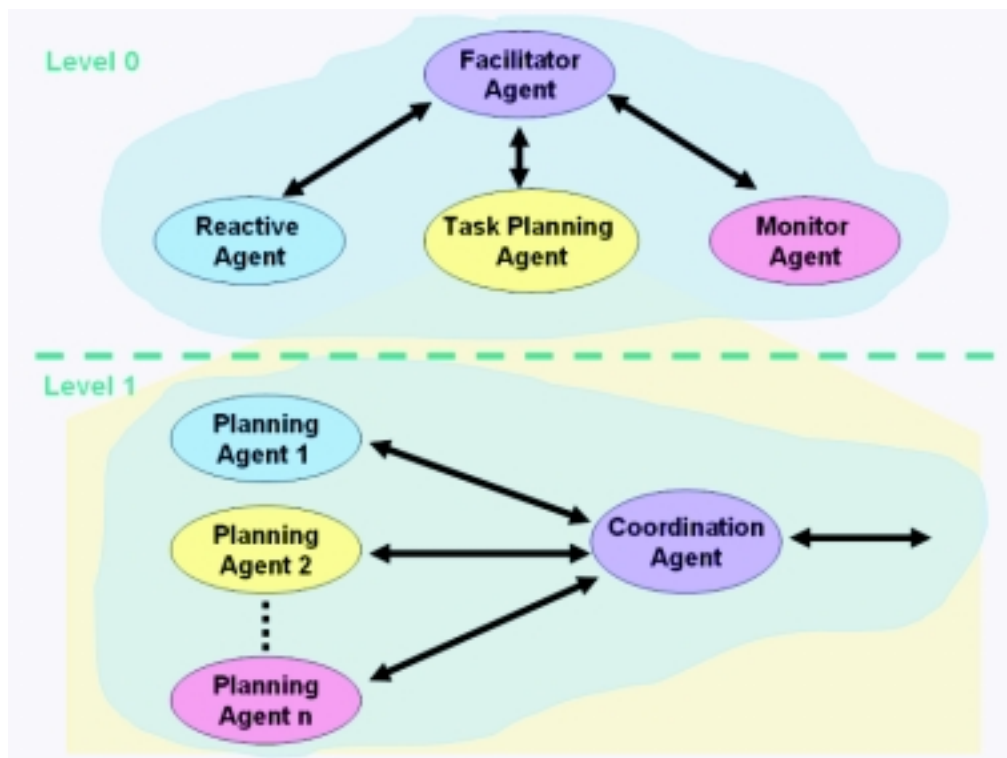 Level 0
Facilitator
Agent
Reactive
Agent
Task Planning
Agent
Monitor
Agent
Level 1
Planning
Agent 1
Planning
Agent 2
Coordination
Agent
Planning
Agent n